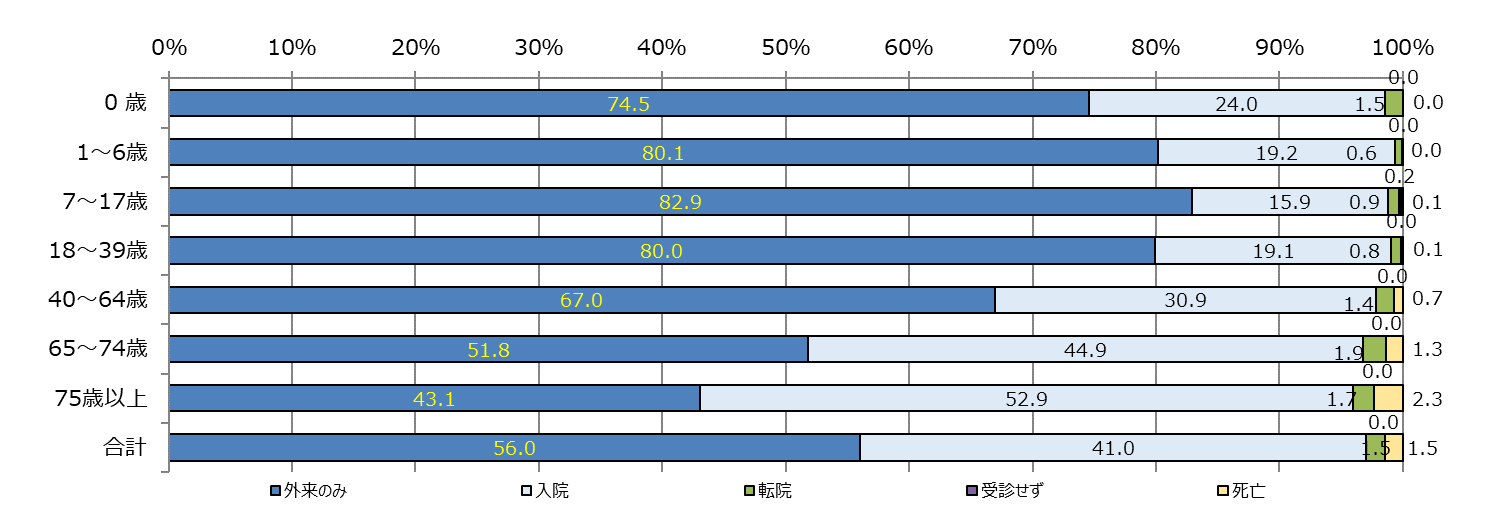 0% 10% 20% 30% 40% 50% 60% 70% 80% 90% 100%
0.0
0 歳 74.5 24.0 1.5 0.0
0.0
1～6歳 80.1 19.2 0.6 0.0
0.2
7～17歳 82.9 15.9 0.9 0.1
0.0
18～39歳 80.0 19.1 0.8 0.1
0.0
40～64歳 67.0 30.9 1.4 0.7
0.0
65～74歳 51.8 44.9 1.9 1.3
0.0
75歳以上 43.1 52.9 1.7 2.3
0.0
合計 56.0 41.0 1.5 1.5
外来のみ 入院 転院 受診せず 死亡